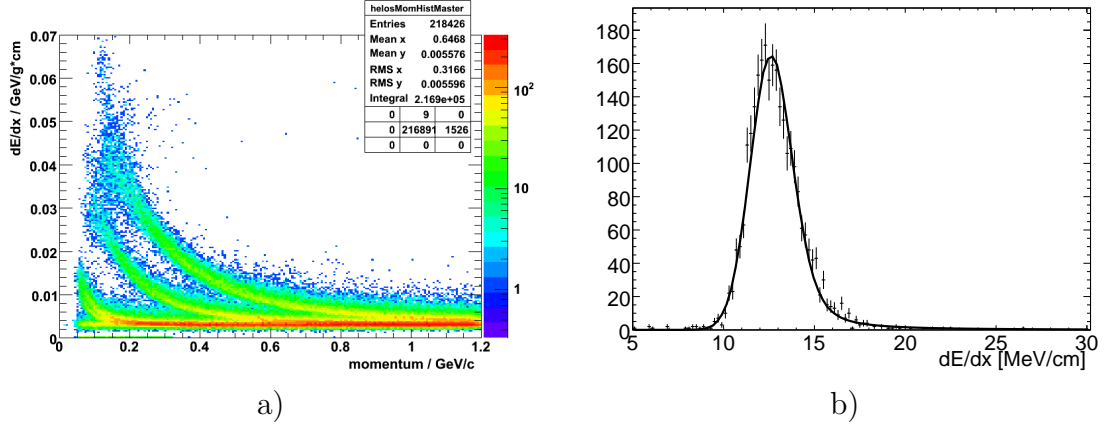 helosMomHistMaster
Entries 218426
Mean x 0.6468
Mean y 0.005576
RMS x 0.3166
RMS y 0.005596
Integral 2.169e+05
0 9 0
0 216891 1526
0 0 0
dE/dx / GeV/g*cm
0.07
0.06
0.05
0.04
0.03
0.02
0.01
0
0 0.2 0.4 0.6 0.8 1 1.2
momentum / GeV/c
10²
10
1
a)
180
160
140
120
100
80
60
40
20
0
5 10 15 20 25 30
dE/dx [MeV/cm]
b)